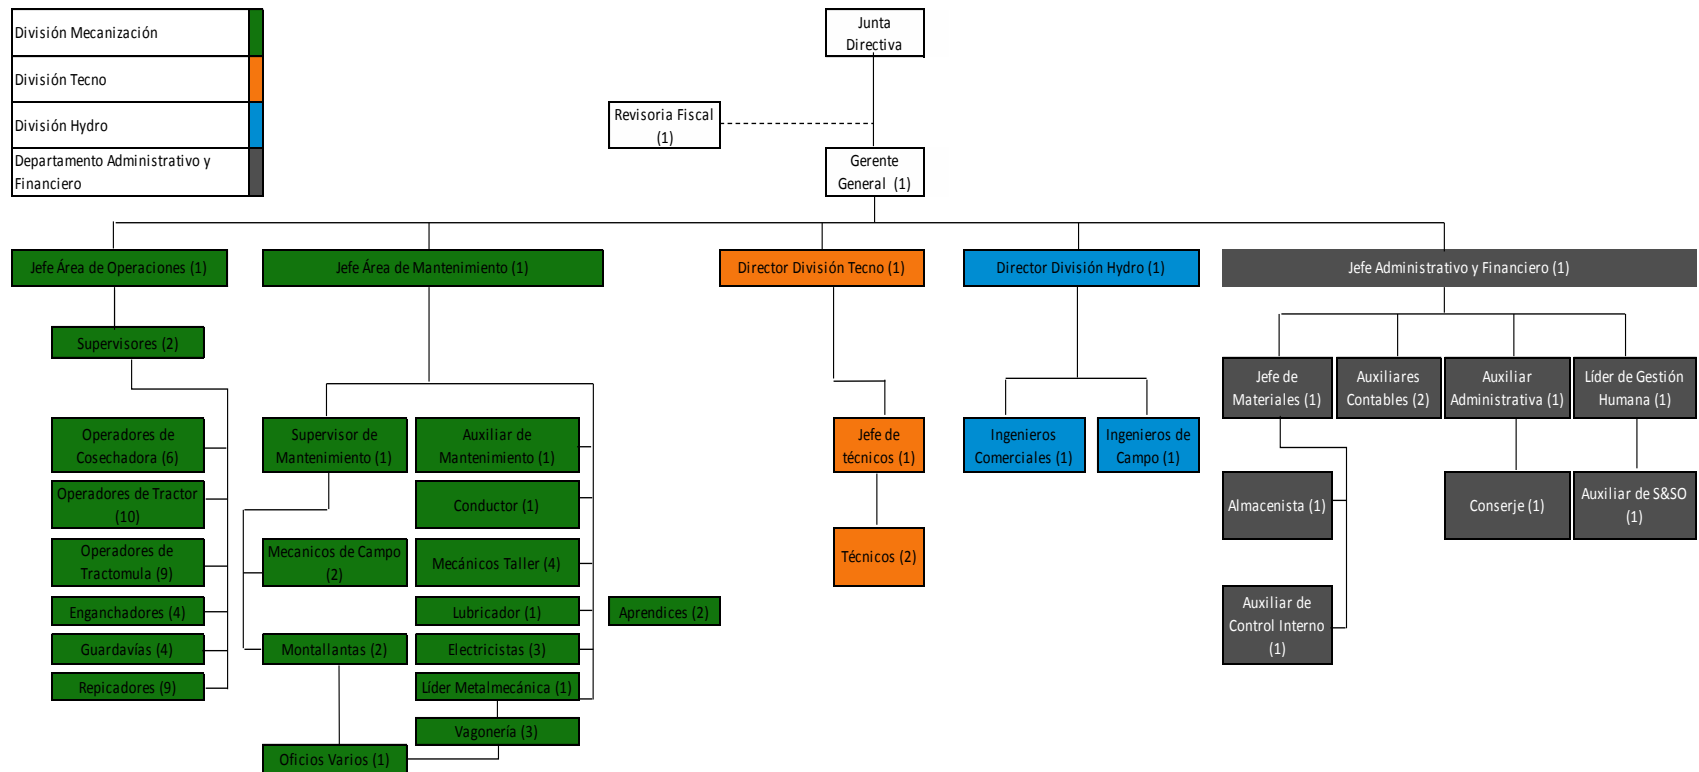 División Mecanización
División Tecno
División Hydro
Departamento Administrativo y
Financiero
Junta
Directiva
Revisoria Fiscal
(1)
Gerente
General (1)
Jefe Área de Operaciones (1)
Jefe Área de Mantenimiento (1)
Director División Tecno (1)
Director División Hydro (1)
Jefe Administrativo y Financiero (1)
Supervisores (2)
Operadores de
Cosechadora (6)
Operadores de Tractor
(10)
Operadores de
Tractomula (9)
Enganchadores (4)
Guardavías (4)
Repicadores (9)
Supervisor de
Mantenimiento (1)
Mecanicos de Campo
(2)
Montallantas (2)
Oficios Varios (1)
Auxiliar de
Mantenimiento (1)
Conductor (1)
Mecánicos Taller (4)
Lubricador (1)
Electricistas (3)
Líder Metalmecánica (1)
Vagonería (3)
Aprendices (2)
Jefe de
técnicos (1)
Técnicos (2)
Ingenieros
Comerciales (1)
Ingenieros de
Campo (1)
Jefe de
Materiales (1)
Auxiliares
Contables (2)
Auxiliar
Administrativa (1)
Líder de Gestión
Humana (1)
Almacenista (1)
Conserje (1)
Auxiliar de S&SO
(1)
Auxiliar de
Control Interno
(1)